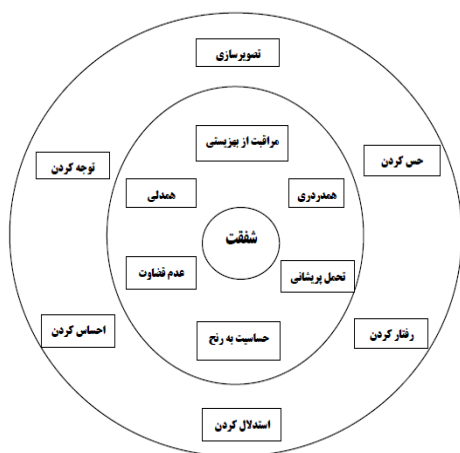 تصویرسازی
مراقبت از بهزیستی
حس کردن
توجه کردن
همدردری
همدلی
شفقت
تحمل پریشانی
عدم قضاوت
احساس کردن
حساسیت به رنج
رفتار کردن
استدلال کردن